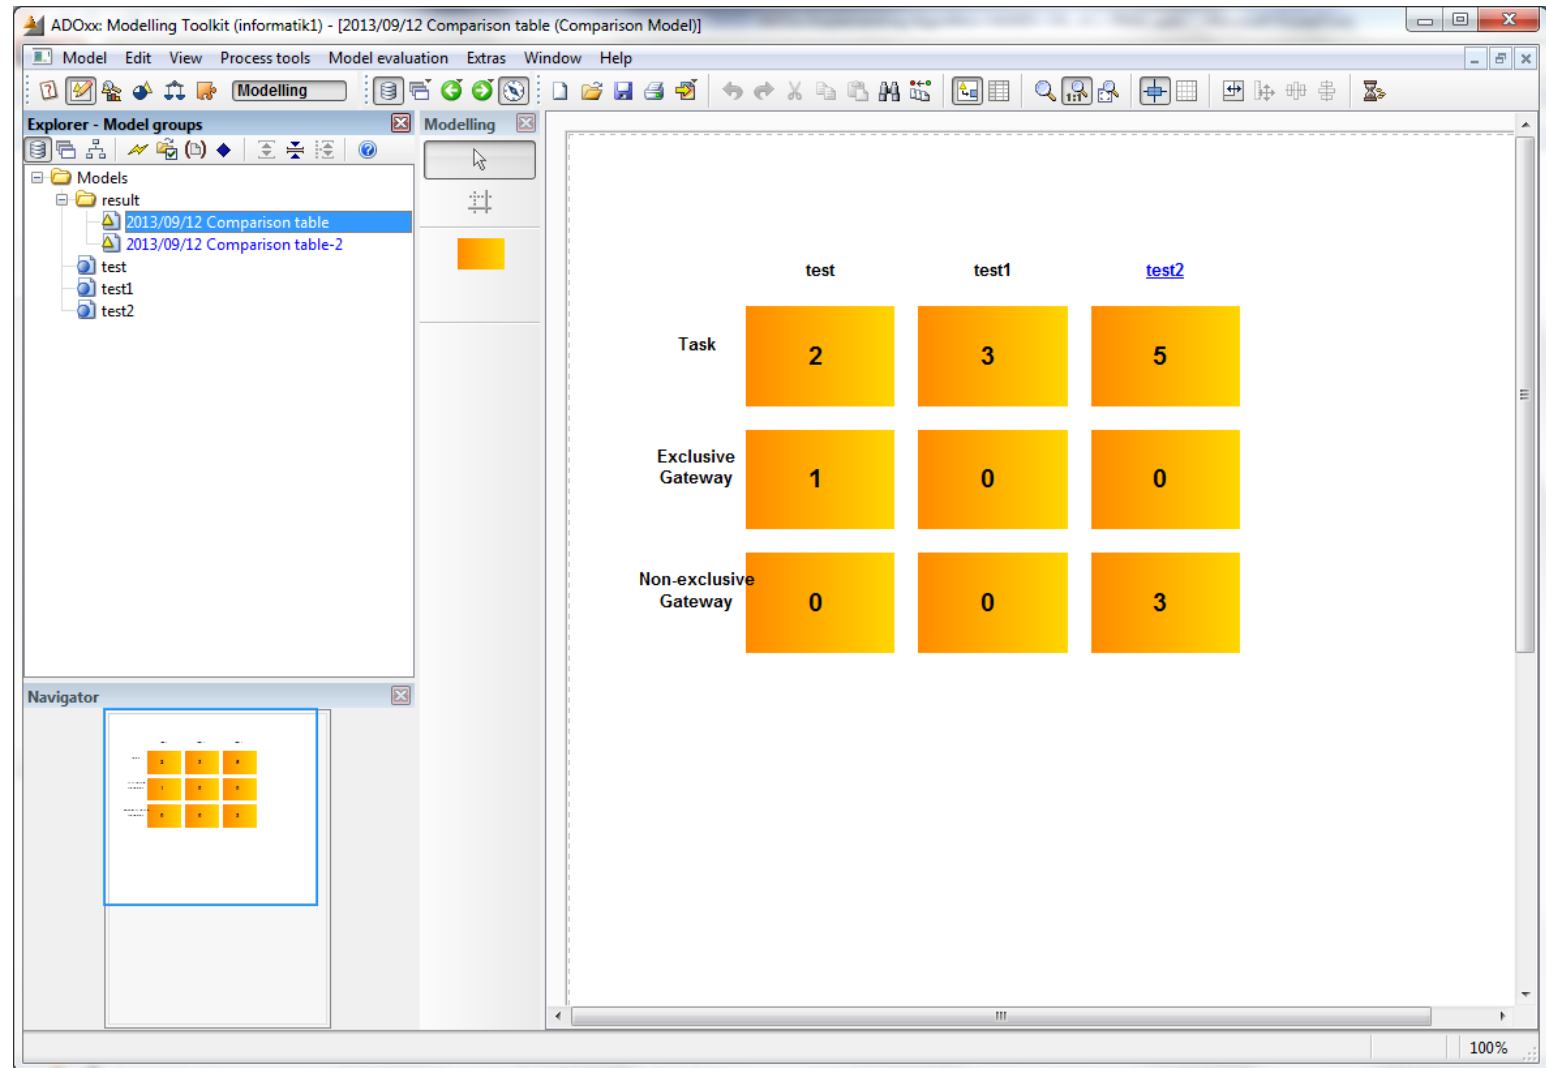 ADOxx: Modelling Toolkit (informatik1) - [2013/09/12 Comparison table (Comparison Model)]
Model Edit View Process tools Model evaluation Extras Window Help
Modelling
1:1
Explorer - Model groups
Modelling
Models
result
2013/09/12 Comparison table
2013/09/12 Comparison table-2
test
test1
test2
test test1 test2
Task 2 3 5
Exclusive
Gateway 1 0 0
Non-exclusive
Gateway 0 0 3
Navigator
100%